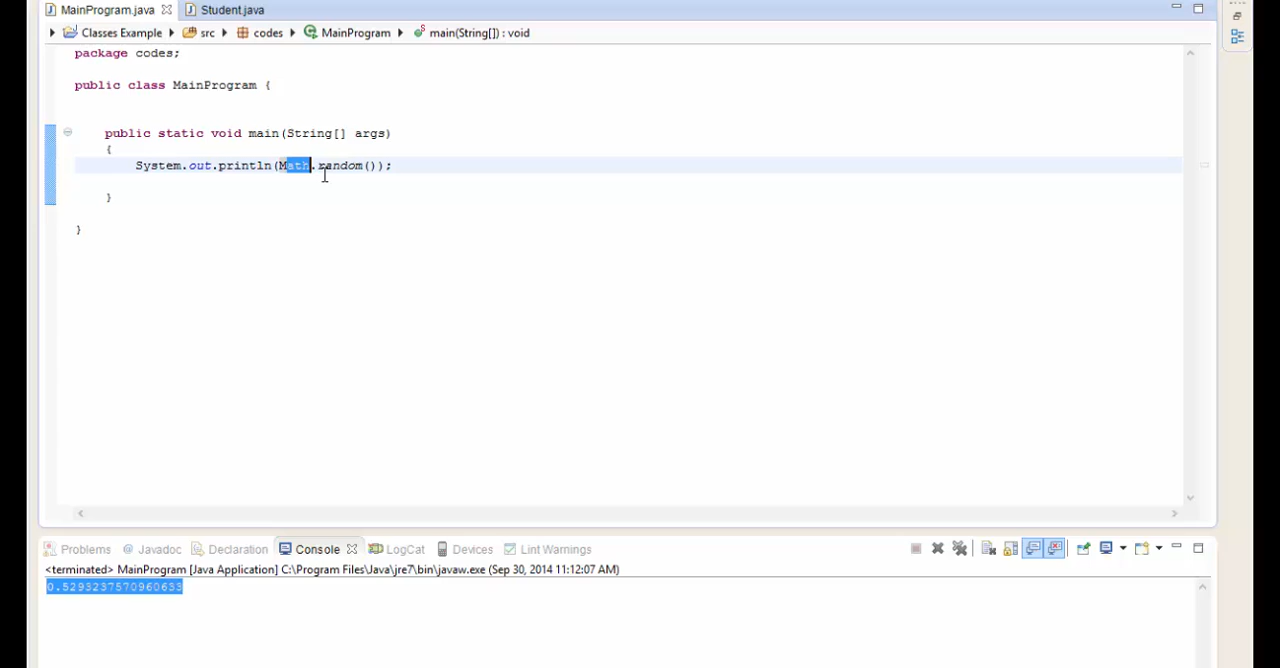 MainProgram.java Student.java
Classes Example src codes MainProgram main(String[]) : void
package codes;
public class MainProgram {
public static void main(String[] args)
{
System.out.println(Math.random());
}
}
Problems @ Javadoc Declaration Console LogCat Devices Lint Warnings
<terminated> MainProgram [Java Application] C:\Program Files\Java\jre7\bin\javaw.exe (Sep 30, 2014 11:12:07 AM)
0.5293237570960633